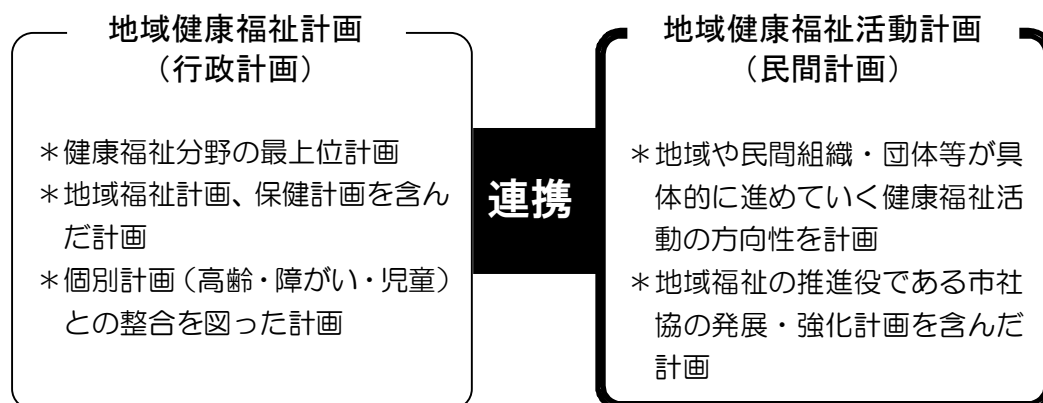 地域健康福祉計画
（行政計画）
＊健康福祉分野の最上位計画
＊地域福祉計画、保健計画を含ん
だ計画
＊個別計画（高齢・障がい・児童）
との整合を図った計画
連携
地域健康福祉活動計画
（民間計画）
＊地域や民間組織・団体等が具
体的に進めていく健康福祉活
動の方向性を計画
＊地域福祉の推進役である市社
協の発展・強化計画を含んだ
計画